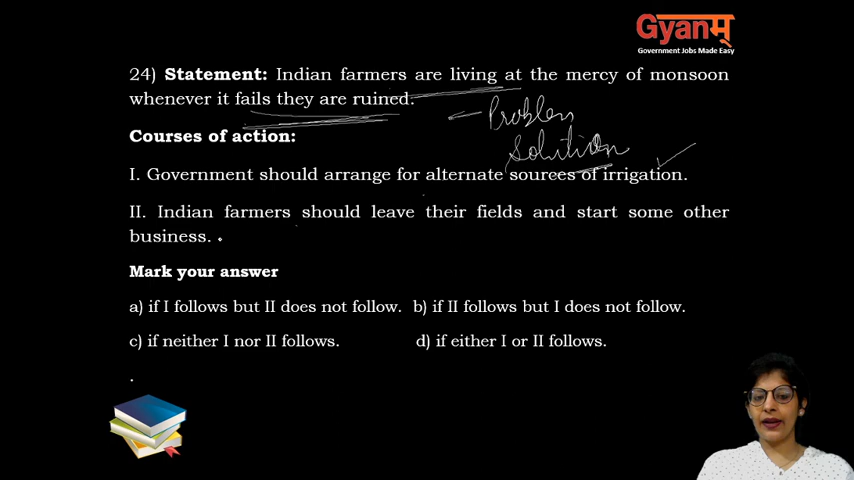 Gyanम्
Government Jobs Made Easy
24) Statement: Indian farmers are living at the mercy of monsoon
whenever it fails they are ruined.
Problem
Courses of action:
Solution
I. Government should arrange for alternate sources of irrigation.
II. Indian farmers should leave their fields and start some other
business.
Mark your answer
a) if I follows but II does not follow. b) if II follows but I does not follow.
c) if neither I nor II follows. d) if either I or II follows.
.